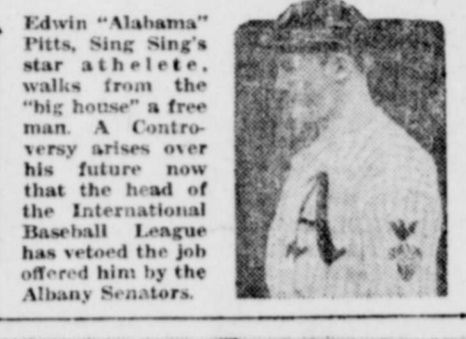 Edwin "Alabama"
Pitts, Sing Sing's
star athelete,
walks from the
"big house" a free
man. A Contro-
versy arises over
his future now
that the head of
the International
Baseball League
has vetoed the job
offered him by the
Albany Senators.
A